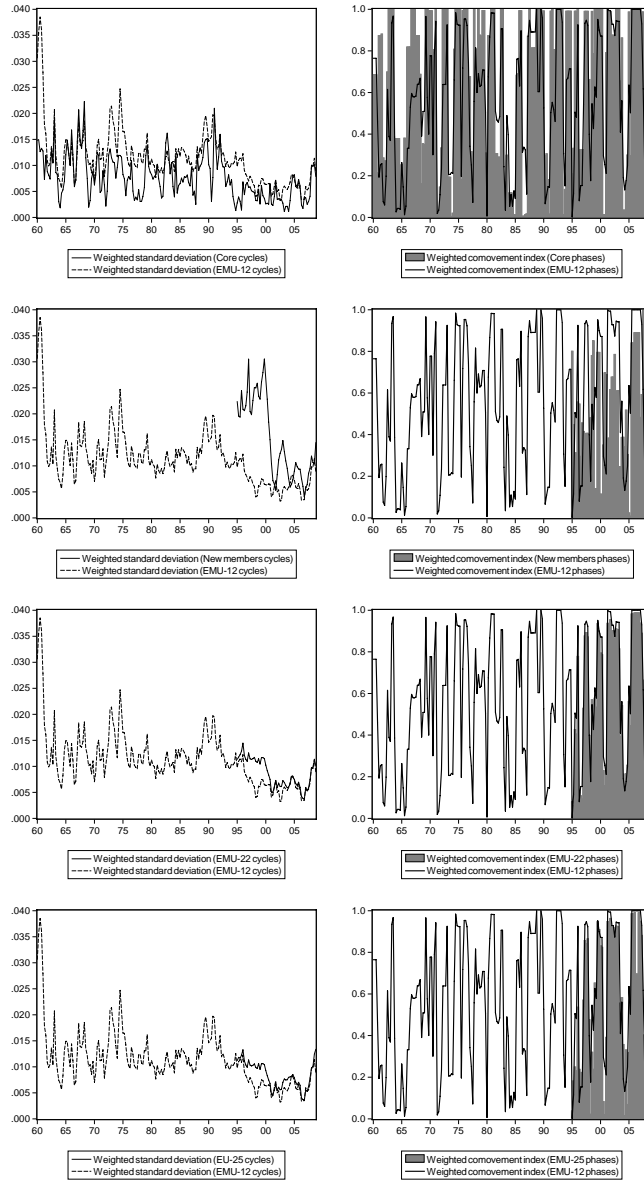 .040
.035
.030
.025
.020
.015
.010
.005
.000
60 65 70 75 80 85 90 95 00 05
Weighted standard deviation (Core cycles)
Weighted standard deviation (EMU-12 cycles)
1.0
0.8
0.6
0.4
0.2
0.0
60 65 70 75 80 85 90 95 00 05
Weighted comovement index (Core phases)
Weighted comovement index (EMU-12 phases)
.040
.035
.030
.025
.020
.015
.010
.005
.000
60 65 70 75 80 85 90 95 00 05
Weighted standard deviation (New members cycles)
Weighted standard deviation (EMU-12 cycles)
1.0
0.8
0.6
0.4
0.2
0.0
60 65 70 75 80 85 90 95 00 05
Weighted comovement index (New members phases)
Weighted comovement index (EMU-12 phases)
.040
.035
.030
.025
.020
.015
.010
.005
.000
60 65 70 75 80 85 90 95 00 05
Weighted standard deviation (EMU-22 cycles)
Weighted standard deviation (EMU-12 cycles)
1.0
0.8
0.6
0.4
0.2
0.0
60 65 70 75 80 85 90 95 00 05
Weighted comovement index (EMU-22 phases)
Weighted comovement index (EMU-12 phases)
.040
.035
.030
.025
.020
.015
.010
.005
.000
60 65 70 75 80 85 90 95 00 05
Weighted standard deviation (EU-25 cycles)
Weighted standard deviation (EMU-12 cycles)
1.0
0.8
0.6
0.4
0.2
0.0
60 65 70 75 80 85 90 95 00 05
Weighted comovement index (EMU-25 phases)
Weighted comovement index (EMU-12 phases)